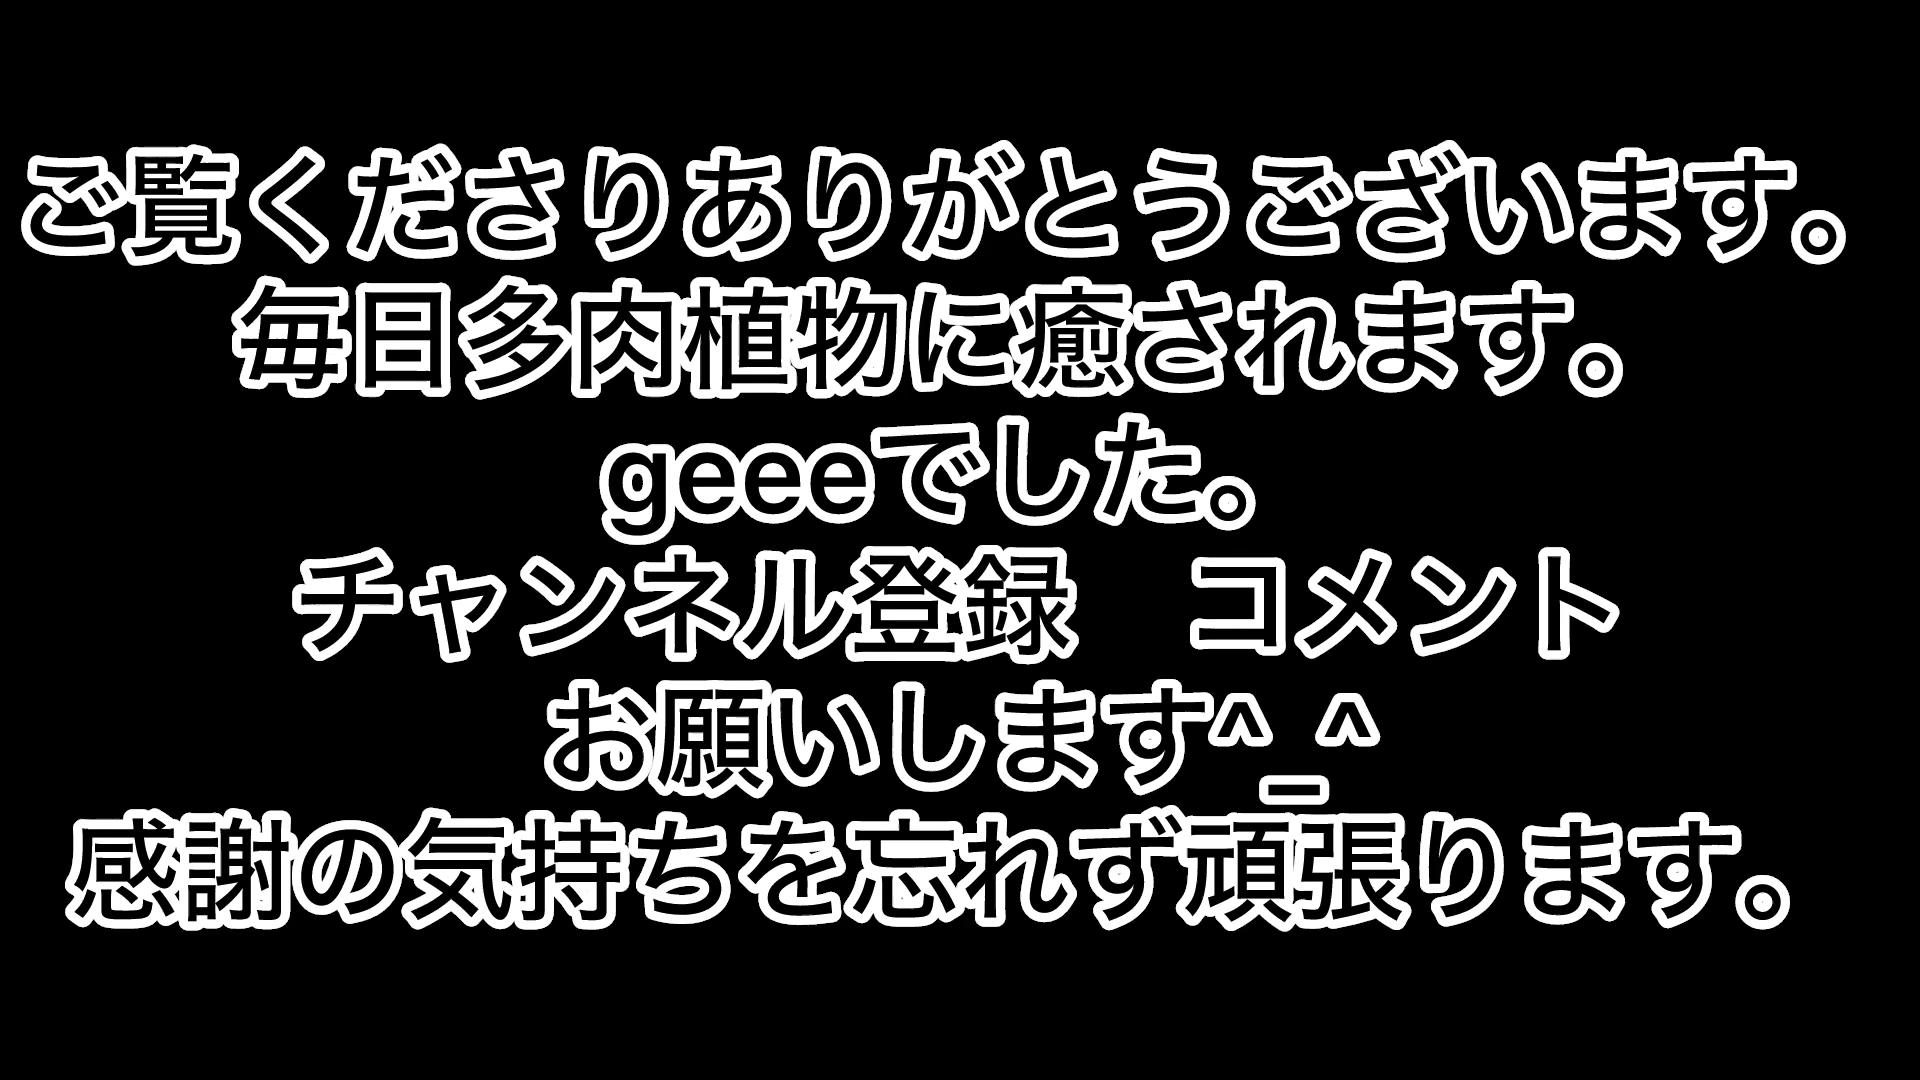 ご覧くださりありがとうございます。
毎日多肉植物に癒されます。
geeeでした。
チャンネル登録　コメント
お願いします^_^
感謝の気持ちを忘れず頑張ります。